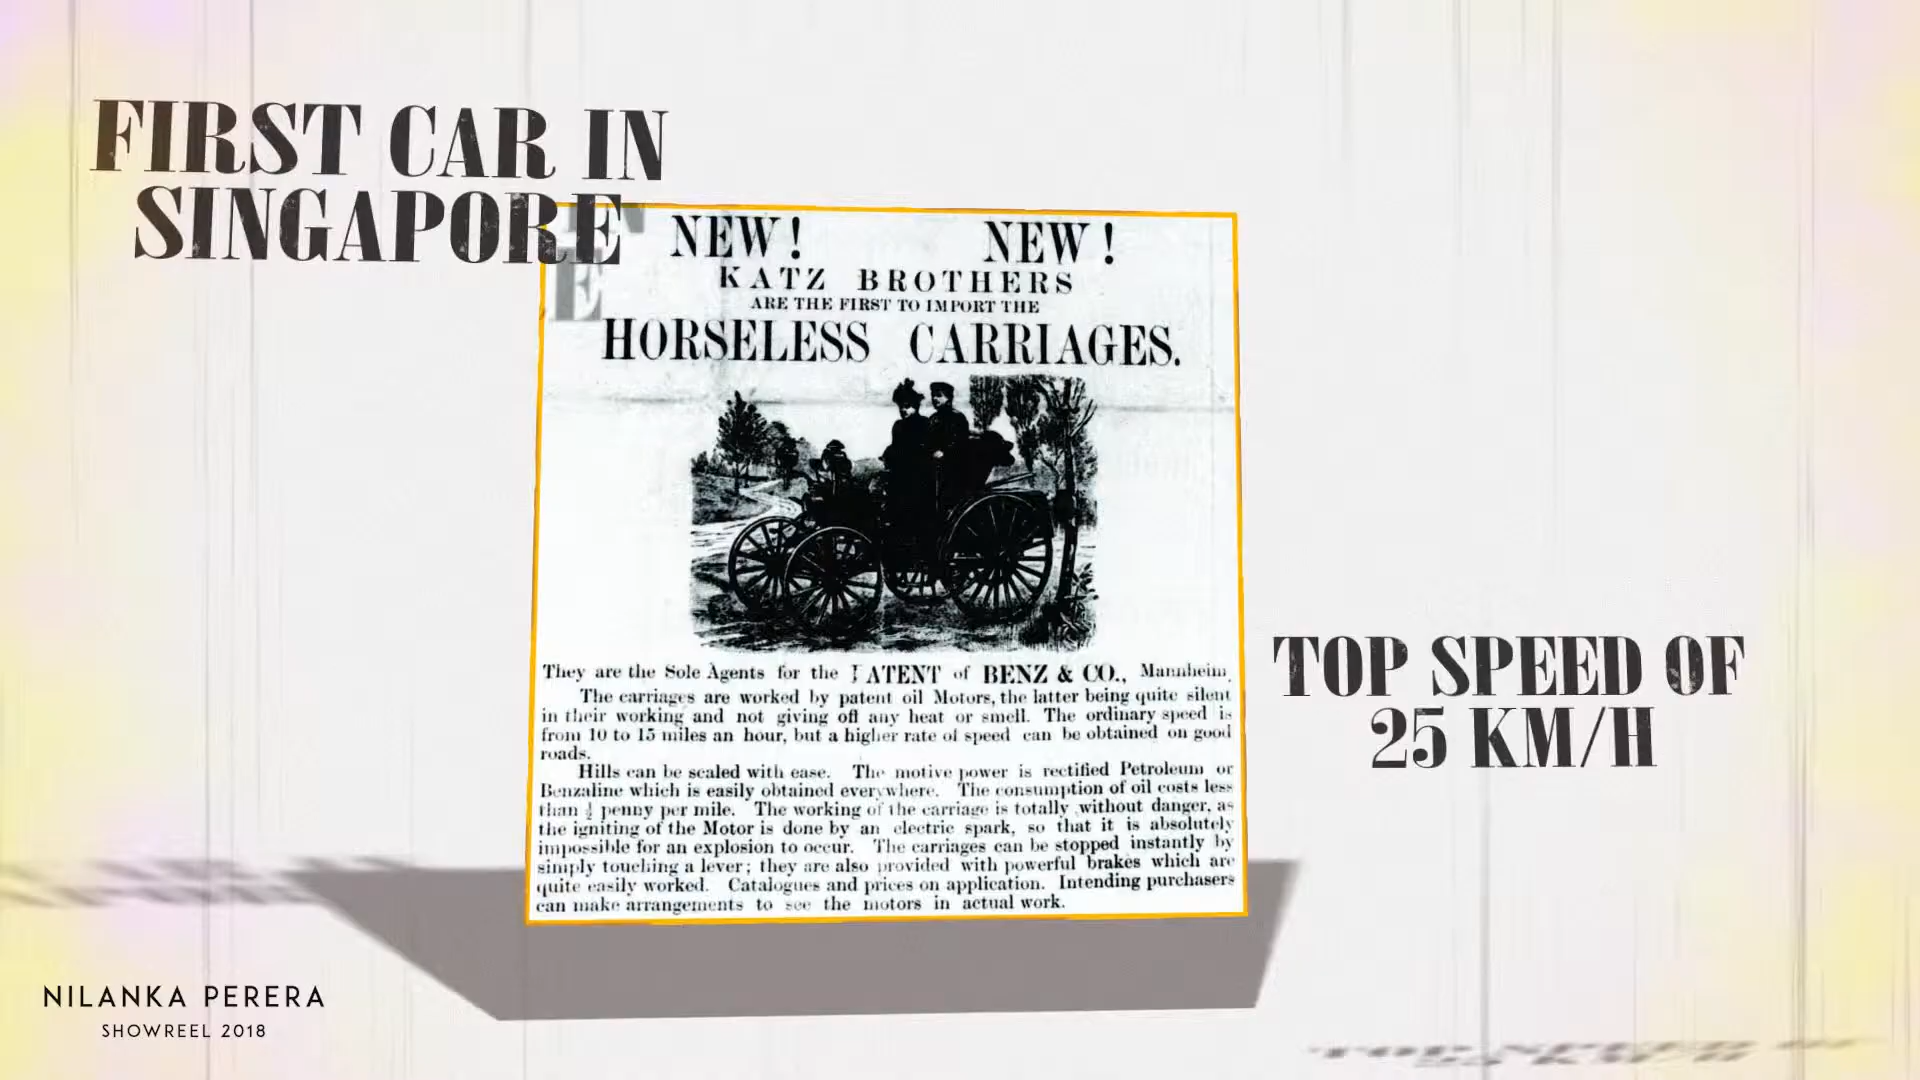 FIRST CAR IN
SINGAPORE
NEW! NEW!
KATZ BROTHERS
ARE THE FIRST TO IMPORT THE
HORSELESS CARRIAGES.
They are the Sole Agents for the PATENT of BENZ & CO., Mannheim.
The carriages are worked by patent oil Motors, the latter being quite silent
in their working and not giving off any heat or smell. The ordinary speed is
from 10 to 15 miles an hour, but a higher rate of speed can be obtained on good
roads.
Hills can be scaled with ease. The motive power is rectified Petroleum or
Benzaline which is easily obtained everywhere. The consumption of oil costs less
than ½ penny per mile. The working of the carriage is totally without danger, as
the igniting of the Motor is done by an electric spark, so that it is absolutely
impossible for an explosion to occur. The carriages can be stopped instantly by
simply touching a lever; they are also provided with powerful brakes which are
quite easily worked. Catalogues and prices on application. Intending purchasers
can make arrangements to see the motors in actual work.
TOP SPEED OF
25 KM/H
NILANKA PERERA
SHOWREEL 2018